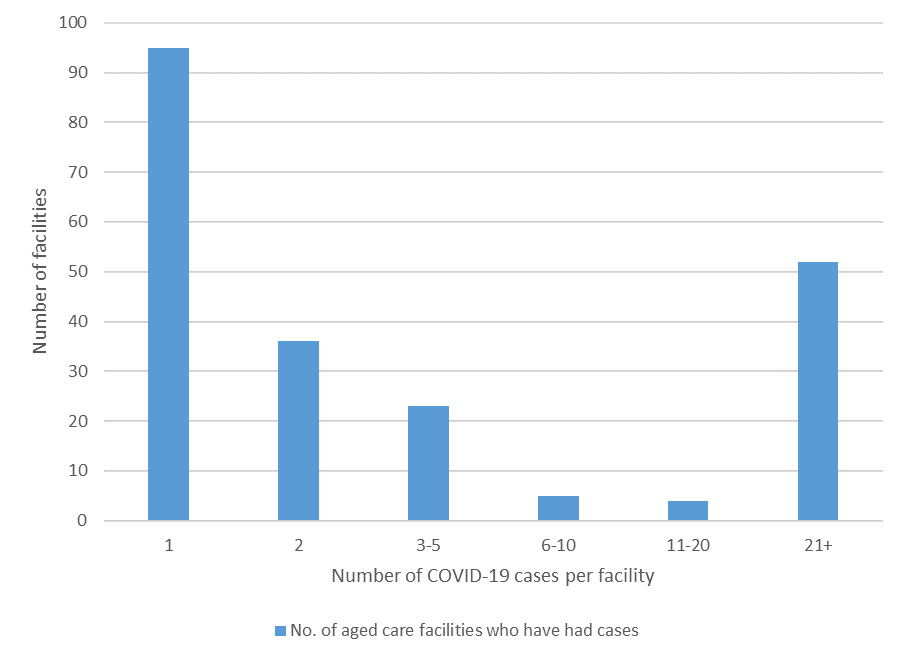 100
90
80
70
60
50
40
30
20
10
0
Number of facilities
1 2 3-5 6-10 11-20 21+
Number of COVID-19 cases per facility
No. of aged care facilities who have had cases